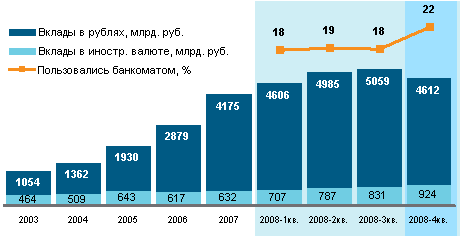 18 19 18 22
Вклады в рублях, млрд. руб.
Вклады в иностр. валюте, млрд. руб.
Пользовались банкоматом, %
1054 1362 1930 2879 4175 4606 4985 5059 4612
464 509 643 617 632 707 787 831 924
2003 2004 2005 2006 2007 2008-1кв. 2008-2кв. 2008-3кв. 2008-4кв.